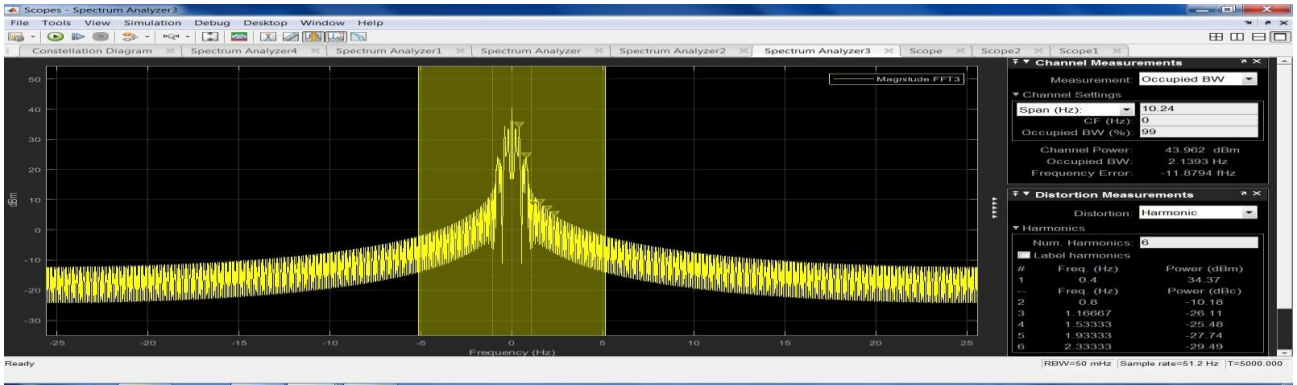 Scopes - Spectrum Analyzer3
File Tools View Simulation Debug Desktop Window Help
Constellation Diagram Spectrum Analyzer4 Spectrum Analyzer1 Spectrum Analyzer Spectrum Analyzer2 Spectrum Analyzer3 Scope Scope2 Scope1
Magnitude FFT3
50
40
30
20
10
0
-10
-20
-30
dBm
-25 -20 -15 -10 -5 0 5 10 15 20 25
Frequency (Hz)
Channel Measurements
Measurement: Occupied BW
Channel Settings
Span (Hz): 10.24
CF (Hz): 0
Occupied BW (%): 99
Channel Power: 43.962 dBm
Occupied BW: 2.1393 Hz
Frequency Error: -11.8794 fHz
Distortion Measurements
Distortion: Harmonic
Harmonics
Num. Harmonics: 6
Label harmonics
# Freq. (Hz) Power (dBm)
1 0.4 34.37
-- Freq. (Hz) Power (dBc)
2 0.8 -10.18
3 1.16667 -26.11
4 1.53333 -25.48
5 1.93333 -27.74
6 2.33333 -29.49
Ready
RBW=50 mHz Sample rate=51.2 Hz T=5000.000